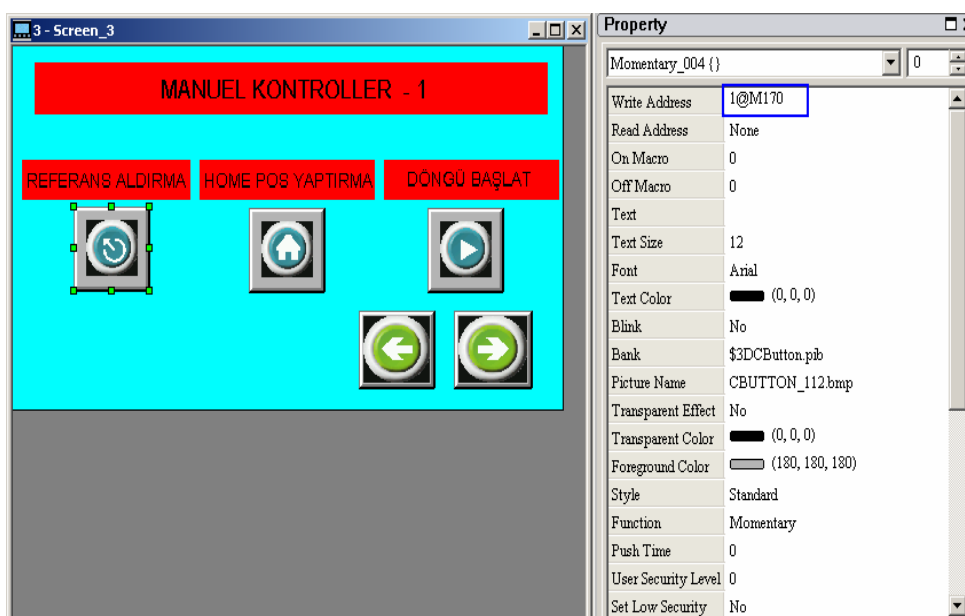 3 - Screen_3
MANUEL KONTROLLER - 1
REFERANS ALDIRMA HOME POS YAPTIRMA DÖNGÜ BAŞLAT
Property
Momentary_004 {} 0
Write Address 1@M170
Read Address None
On Macro 0
Off Macro 0
Text
Text Size 12
Font Arial
Text Color (0, 0, 0)
Blink No
Bank $3DCButton.pib
Picture Name CBUTTON_112.bmp
Transparent Effect No
Transparent Color (0, 0, 0)
Foreground Color (180, 180, 180)
Style Standard
Function Momentary
Push Time 0
User Security Level 0
Set Low Security No